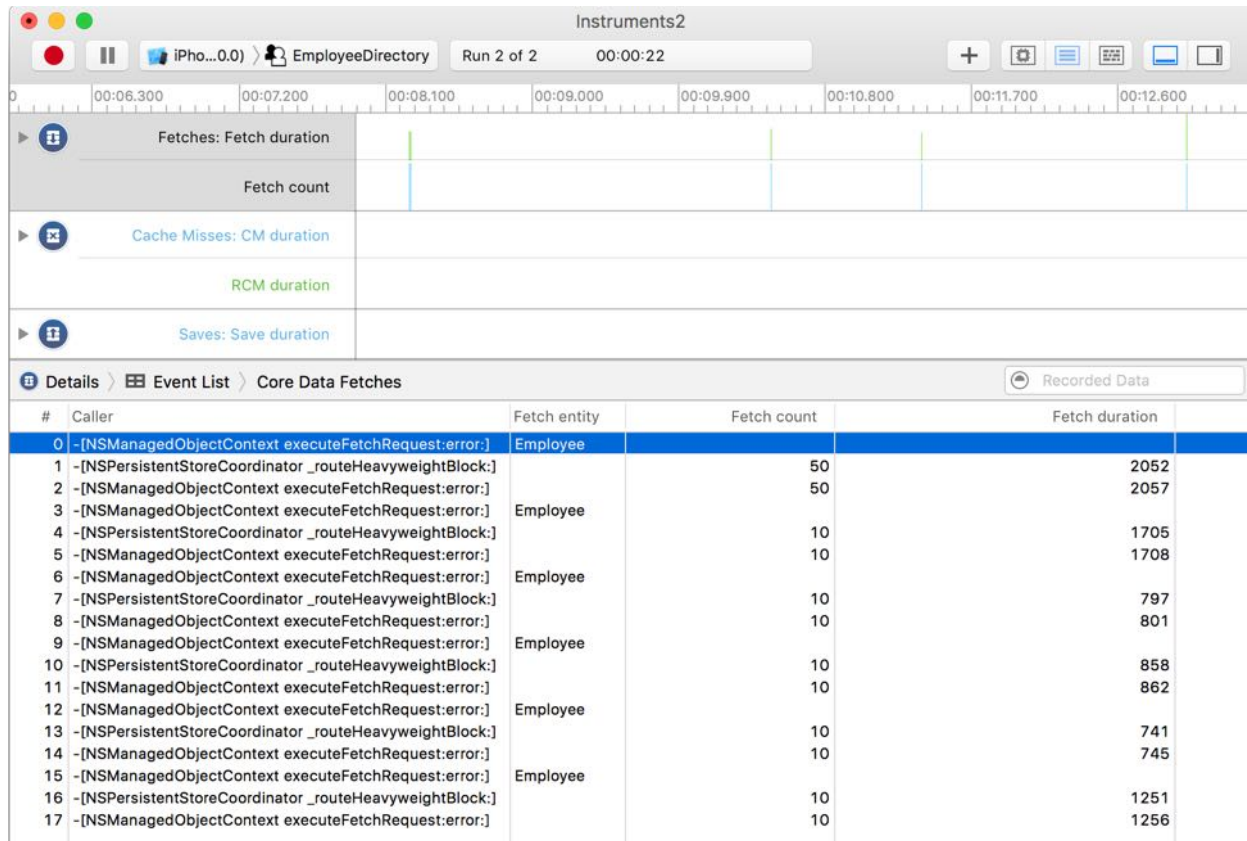 Instruments2
iPho...0.0) 〉 EmployeeDirectory Run 2 of 2 00:00:22
0 00:06.300 00:07.200 00:08.100 00:09.000 00:09.900 00:10.800 00:11.700 00:12.600
Fetches: Fetch duration
Fetch count
Cache Misses: CM duration
RCM duration
Saves: Save duration
Details 〉 Event List 〉 Core Data Fetches Recorded Data
# Caller Fetch entity Fetch count Fetch duration
0 -[NSManagedObjectContext executeFetchRequest:error:] Employee
1 -[NSPersistentStoreCoordinator _routeHeavyweightBlock:] 50 2052
2 -[NSManagedObjectContext executeFetchRequest:error:] 50 2057
3 -[NSManagedObjectContext executeFetchRequest:error:] Employee
4 -[NSPersistentStoreCoordinator _routeHeavyweightBlock:] 10 1705
5 -[NSManagedObjectContext executeFetchRequest:error:] 10 1708
6 -[NSManagedObjectContext executeFetchRequest:error:] Employee
7 -[NSPersistentStoreCoordinator _routeHeavyweightBlock:] 10 797
8 -[NSManagedObjectContext executeFetchRequest:error:] 10 801
9 -[NSManagedObjectContext executeFetchRequest:error:] Employee
10 -[NSPersistentStoreCoordinator _routeHeavyweightBlock:] 10 858
11 -[NSManagedObjectContext executeFetchRequest:error:] 10 862
12 -[NSManagedObjectContext executeFetchRequest:error:] Employee
13 -[NSPersistentStoreCoordinator _routeHeavyweightBlock:] 10 741
14 -[NSManagedObjectContext executeFetchRequest:error:] 10 745
15 -[NSManagedObjectContext executeFetchRequest:error:] Employee
16 -[NSPersistentStoreCoordinator _routeHeavyweightBlock:] 10 1251
17 -[NSManagedObjectContext executeFetchRequest:error:] 10 1256